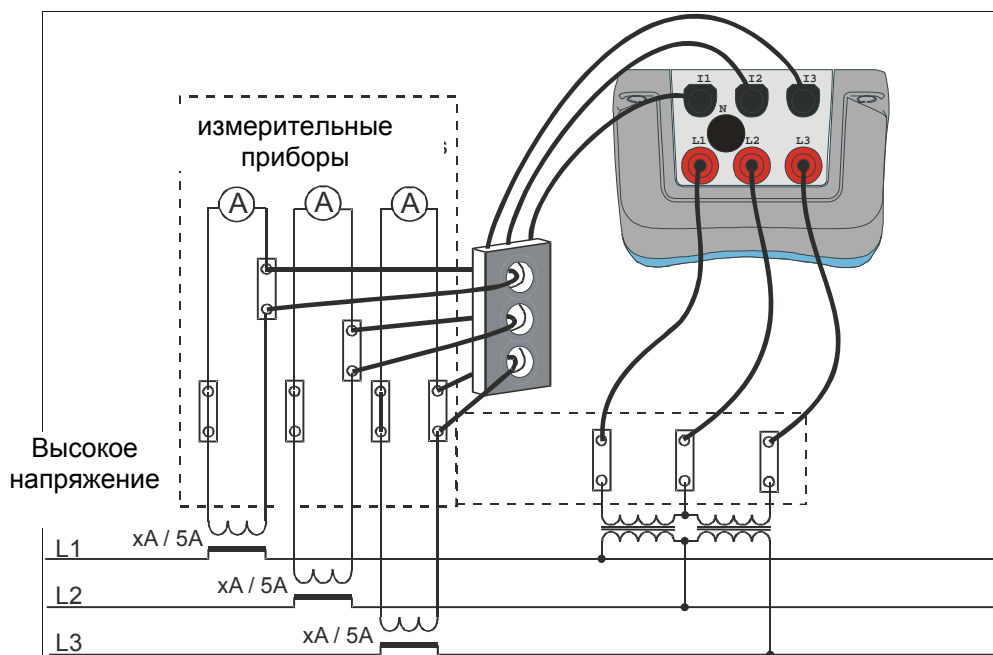 I1 I2 I3
N
L1 L2 L3
измерительные
приборы
A A A
Высокое
напряжение
L1 xA / 5A
L2 xA / 5A
L3 xA / 5A